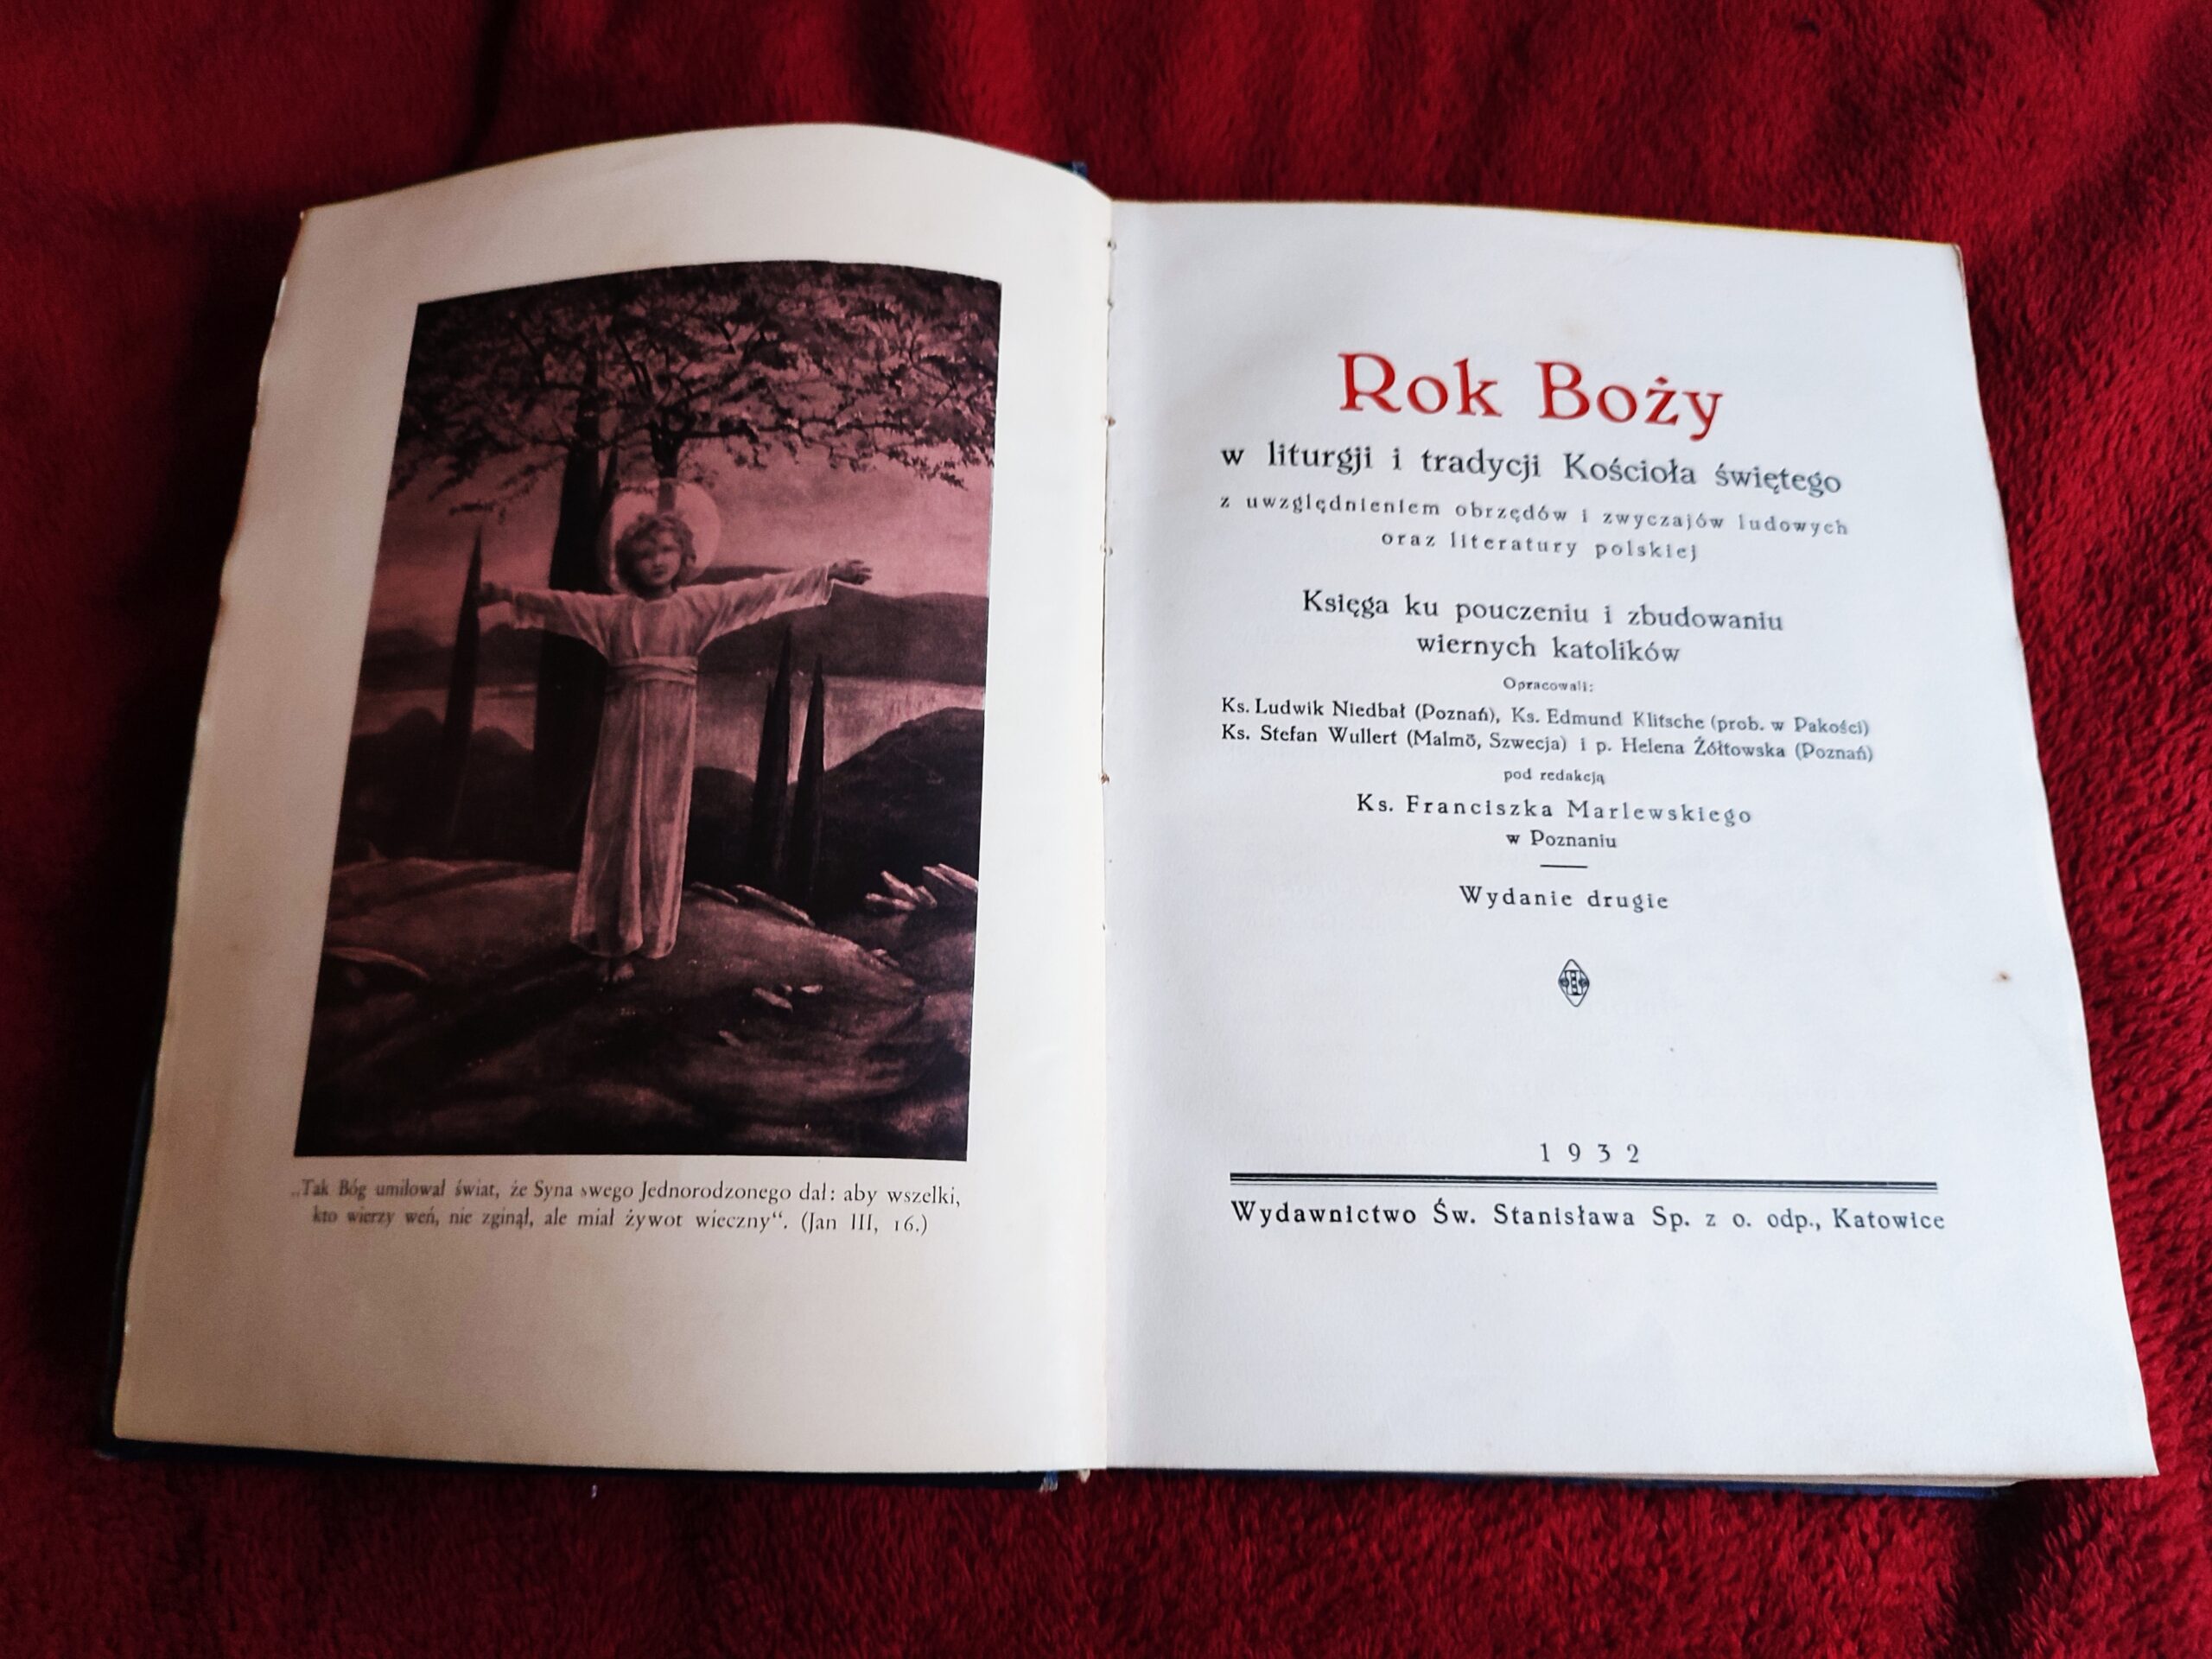 „Tak Bóg umiłował świat, że Syna swego Jednorodzonego dał: aby wszelki,
kto wierzy weń, nie zginął, ale miał żywot wieczny“. (Jan III, 16.)
Rok Boży
w liturgji i tradycji Kościoła świętego
z uwzględnieniem obrzędów i zwyczajów ludowych
oraz literatury polskiej
Księga ku pouczeniu i zbudowaniu
wiernych katolików
Opracowali:
Ks. Ludwik Niedbał (Poznań), Ks. Edmund Klitsche (prob. w Pakości)
Ks. Stefan Wullert (Malmö, Szwecja) i p. Helena Żółtowska (Poznań)
pod redakcją
Ks. Franciszka Marlewskiego
w Poznaniu
Wydanie drugie
1932
Wydawnictwo Św. Stanisława Sp. z o. odp., Katowice